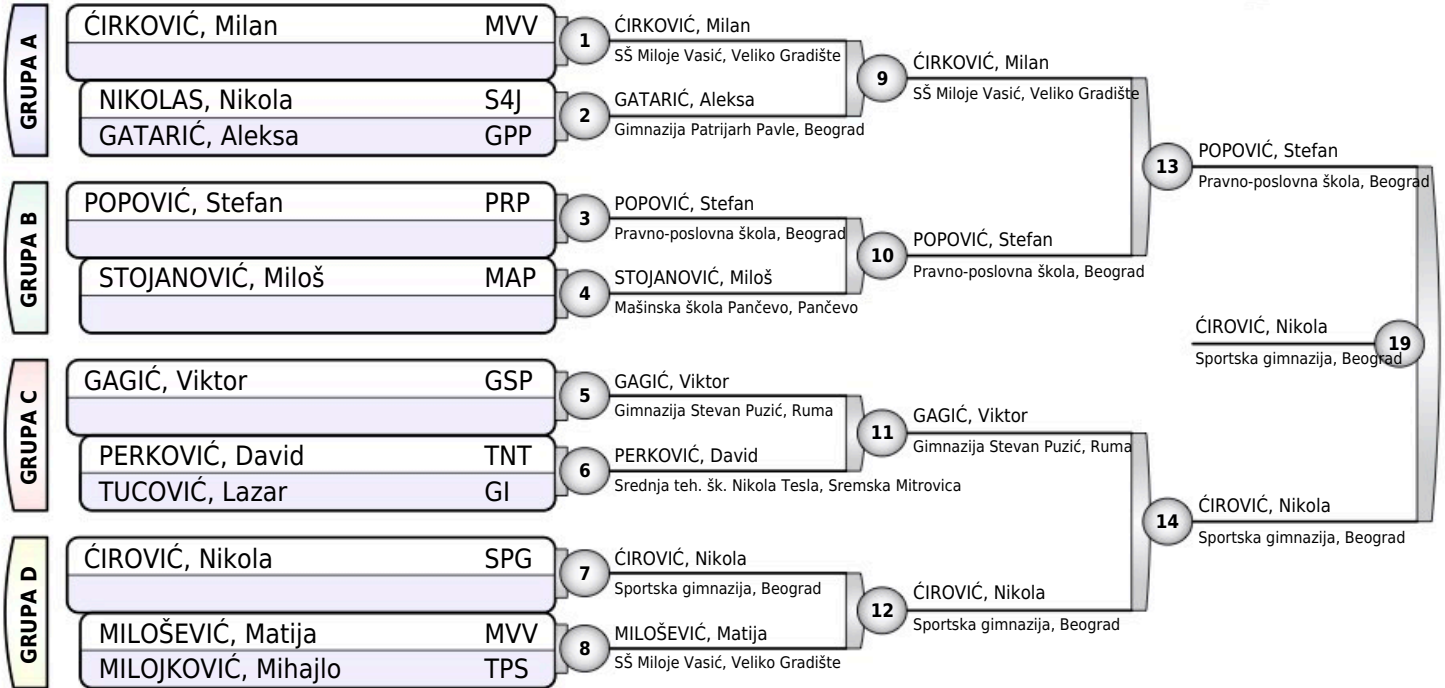 GRUPA A
ĆIRKOVIĆ, Milan MVV
NIKOLAS, Nikola S4J
GATARIĆ, Aleksa GPP
GRUPA B
POPOVIĆ, Stefan PRP
STOJANOVIĆ, Miloš MAP
GRUPA C
GAGIĆ, Viktor GSP
PERKOVIĆ, David TNT
TUCOVIĆ, Lazar GI
GRUPA D
ĆIROVIĆ, Nikola SPG
MILOŠEVIĆ, Matija MVV
MILOJKOVIĆ, Mihajlo TPS
1
ĆIRKOVIĆ, Milan
SŠ Miloje Vasić, Veliko Gradište
2
GATARIĆ, Aleksa
Gimnazija Patrijarh Pavle, Beograd
3
POPOVIĆ, Stefan
Pravno-poslovna škola, Beograd
4
STOJANOVIĆ, Miloš
Mašinska škola Pančevo, Pančevo
5
GAGIĆ, Viktor
Gimnazija Stevan Puzić, Ruma
6
PERKOVIĆ, David
Srednja teh. šk. Nikola Tesla, Sremska Mitrovica
7
ĆIROVIĆ, Nikola
Sportska gimnazija, Beograd
8
MILOŠEVIĆ, Matija
SŠ Miloje Vasić, Veliko Gradište
9
ĆIRKOVIĆ, Milan
SŠ Miloje Vasić, Veliko Gradište
10
POPOVIĆ, Stefan
Pravno-poslovna škola, Beograd
11
GAGIĆ, Viktor
Gimnazija Stevan Puzić, Ruma
12
ĆIROVIĆ, Nikola
Sportska gimnazija, Beograd
13
POPOVIĆ, Stefan
Pravno-poslovna škola, Beograd
14
ĆIROVIĆ, Nikola
Sportska gimnazija, Beograd
ĆIROVIĆ, Nikola
Sportska gimnazija, Beograd
19